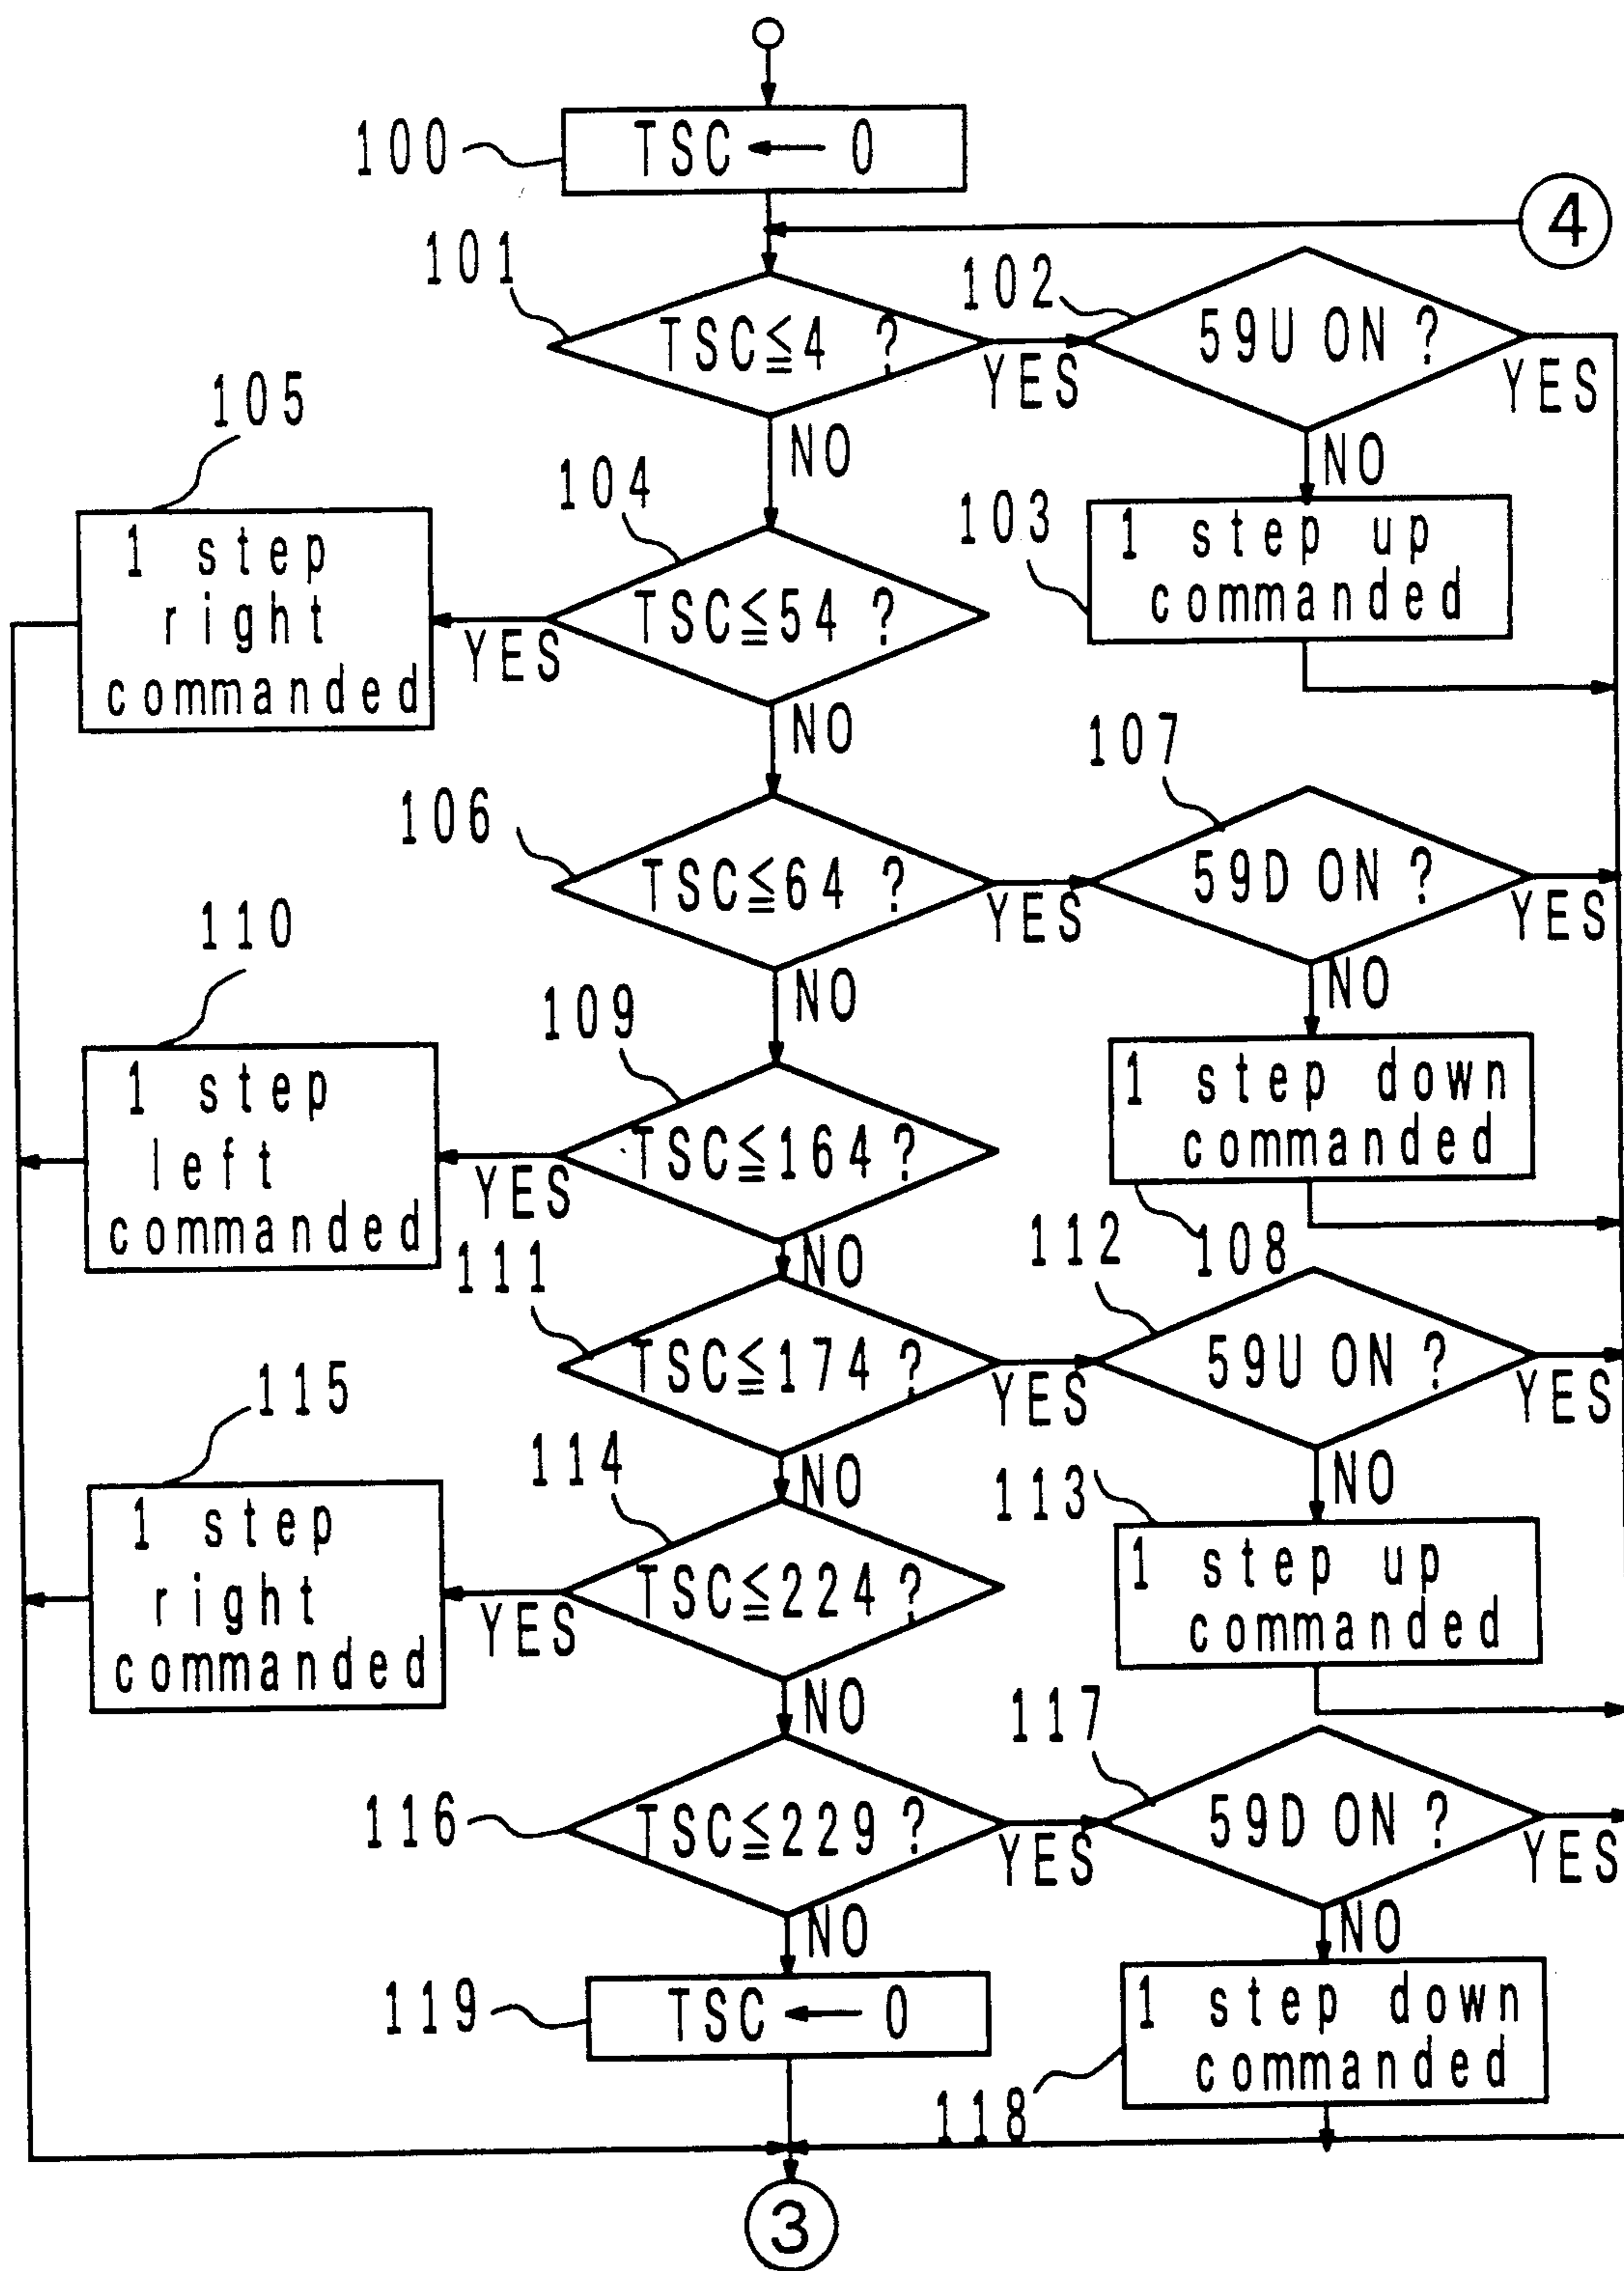 100
TSC ← 0
4
101
TSC≦4 ?
YES
NO
102
59U ON ?
YES
NO
103
1 step up
commanded
104
TSC≦54 ?
YES
NO
105
1 step
right
commanded
106
TSC≦64 ?
YES
NO
107
59D ON ?
YES
NO
1 step down
commanded
108
109
TSC≦164 ?
YES
NO
110
1 step
left
commanded
111
TSC≦174 ?
YES
NO
112
59U ON ?
YES
NO
113
1 step up
commanded
114
TSC≦224 ?
YES
NO
115
1 step
right
commanded
116
TSC≦229 ?
YES
NO
117
59D ON ?
YES
NO
1 step down
commanded
118
119
TSC ← 0
3